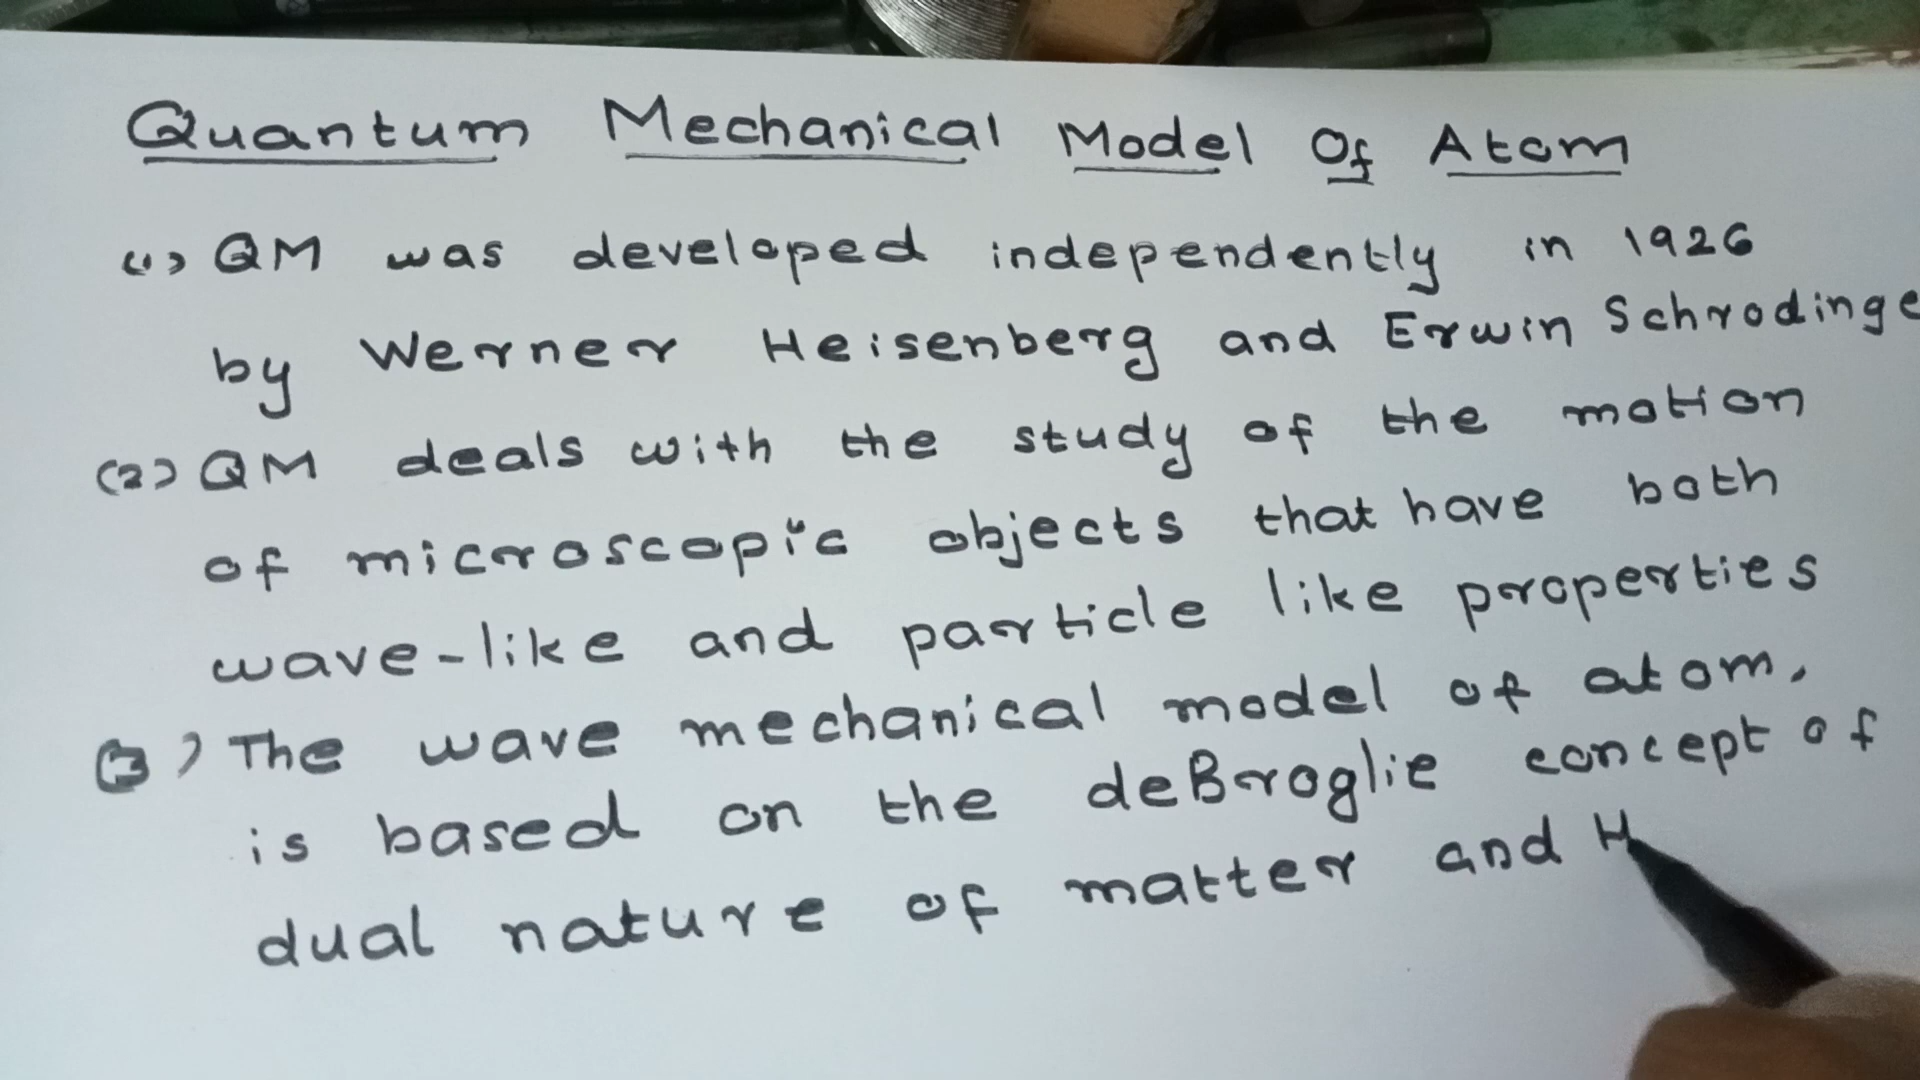 Quantum Mechanical Model Of Atom
(1) QM was developed independently in 1926
by Werner Heisenberg and Erwin Schrodinge
(2) QM deals with the study of the motion
of microscopic objects that have both
wave-like and particle like properties
(3) The wave mechanical model of atom,
is based on the deBroglie concept of
dual nature of matter and H